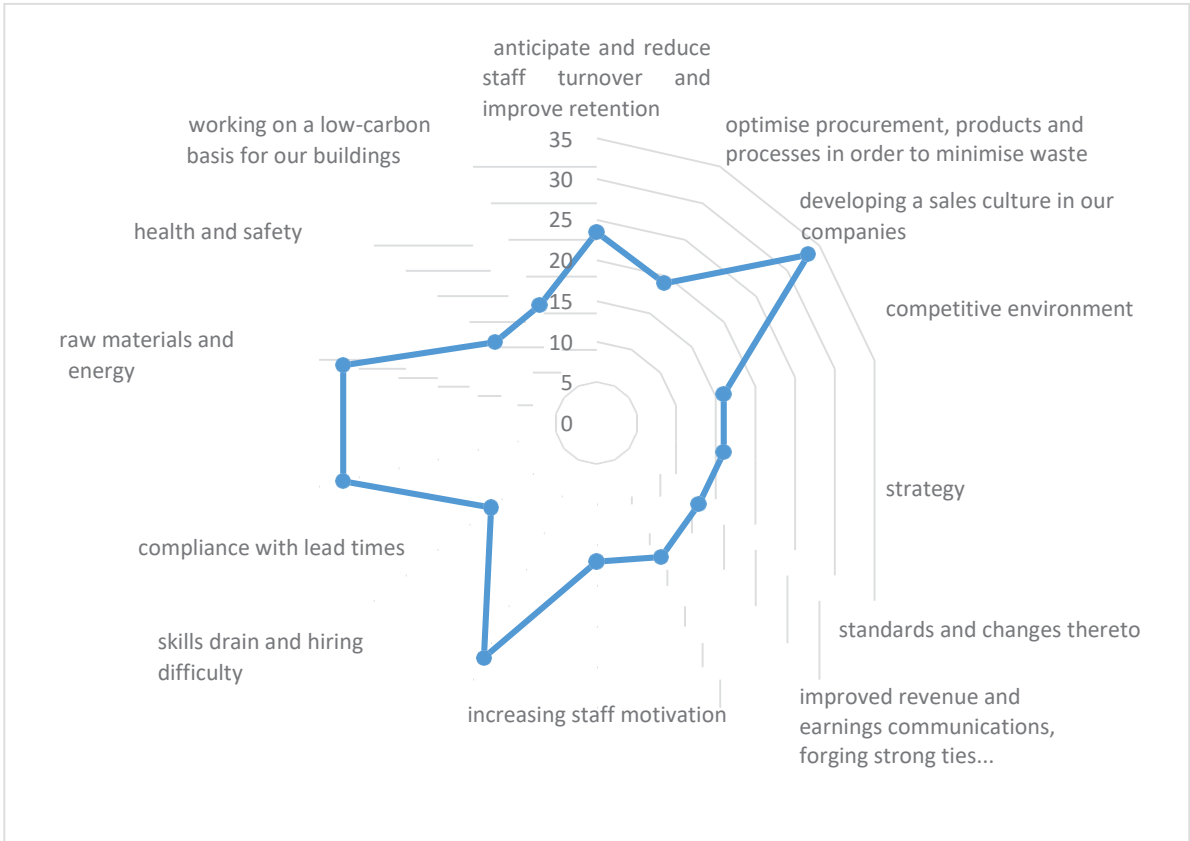 anticipate and reduce
staff turnover and
improve retention
working on a low-carbon
basis for our buildings
optimise procurement, products and
processes in order to minimise waste
developing a sales culture in our
companies
health and safety
competitive environment
raw materials and
energy
35
30
25
20
15
10
5
0
strategy
compliance with lead times
standards and changes thereto
skills drain and hiring
difficulty
improved revenue and
earnings communications,
forging strong ties...
increasing staff motivation